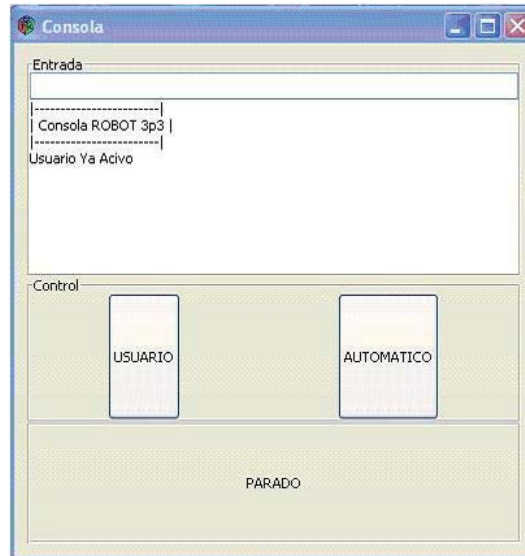 Consola
Entrada
|------------------------|
| Consola ROBOT 3p3 |
|------------------------|
Usuario Ya Acivo
Control
USUARIO
AUTOMATICO
PARADO